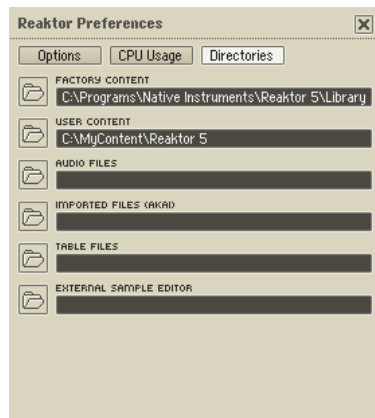 Reaktor Preferences
Options CPU Usage Directories
FACTORY CONTENT
C:\Programs\Native Instruments\Reaktor 5\Library
USER CONTENT
C:\MyContent\Reaktor 5
AUDIO FILES
IMPORTED FILES (AKAI)
TABLE FILES
EXTERNAL SAMPLE EDITOR